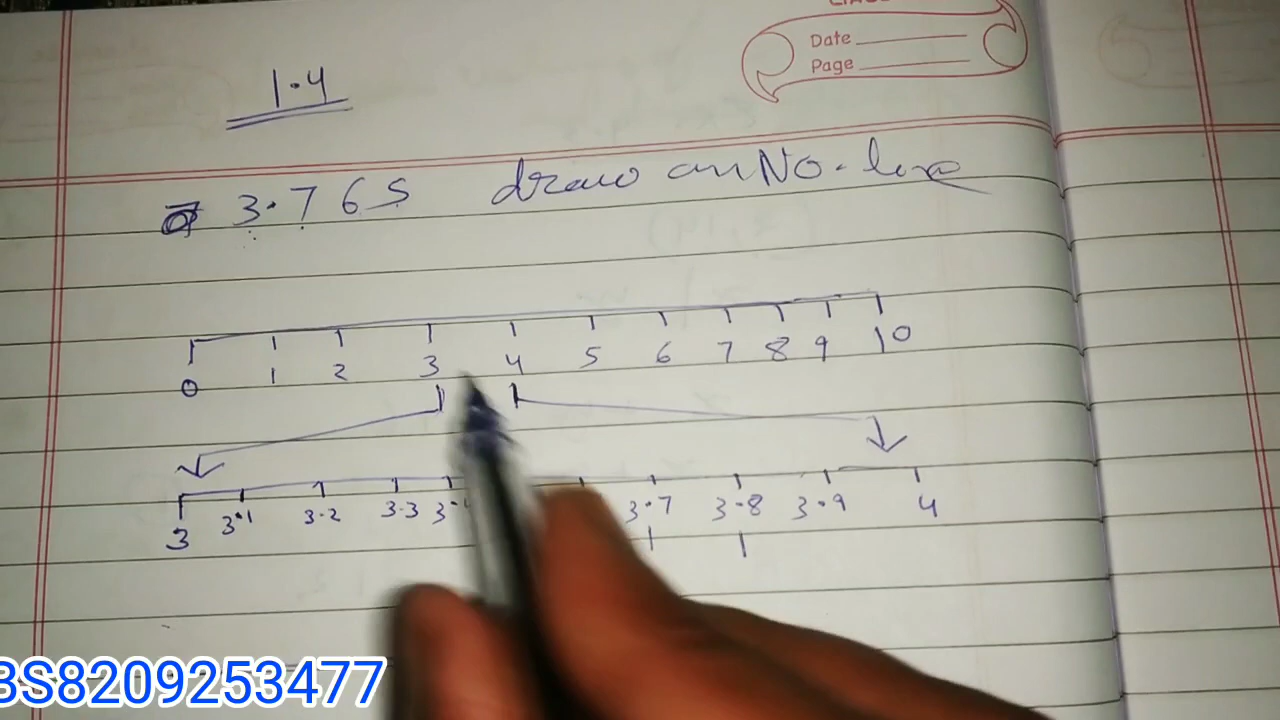 Date
Page
1.4
Q 3.765 draw on No. line
0 1 2 3 4 5 6 7 8 9 10
3 3.1 3.2 3.3 3.7 3.8 3.9 4
BS8209253477